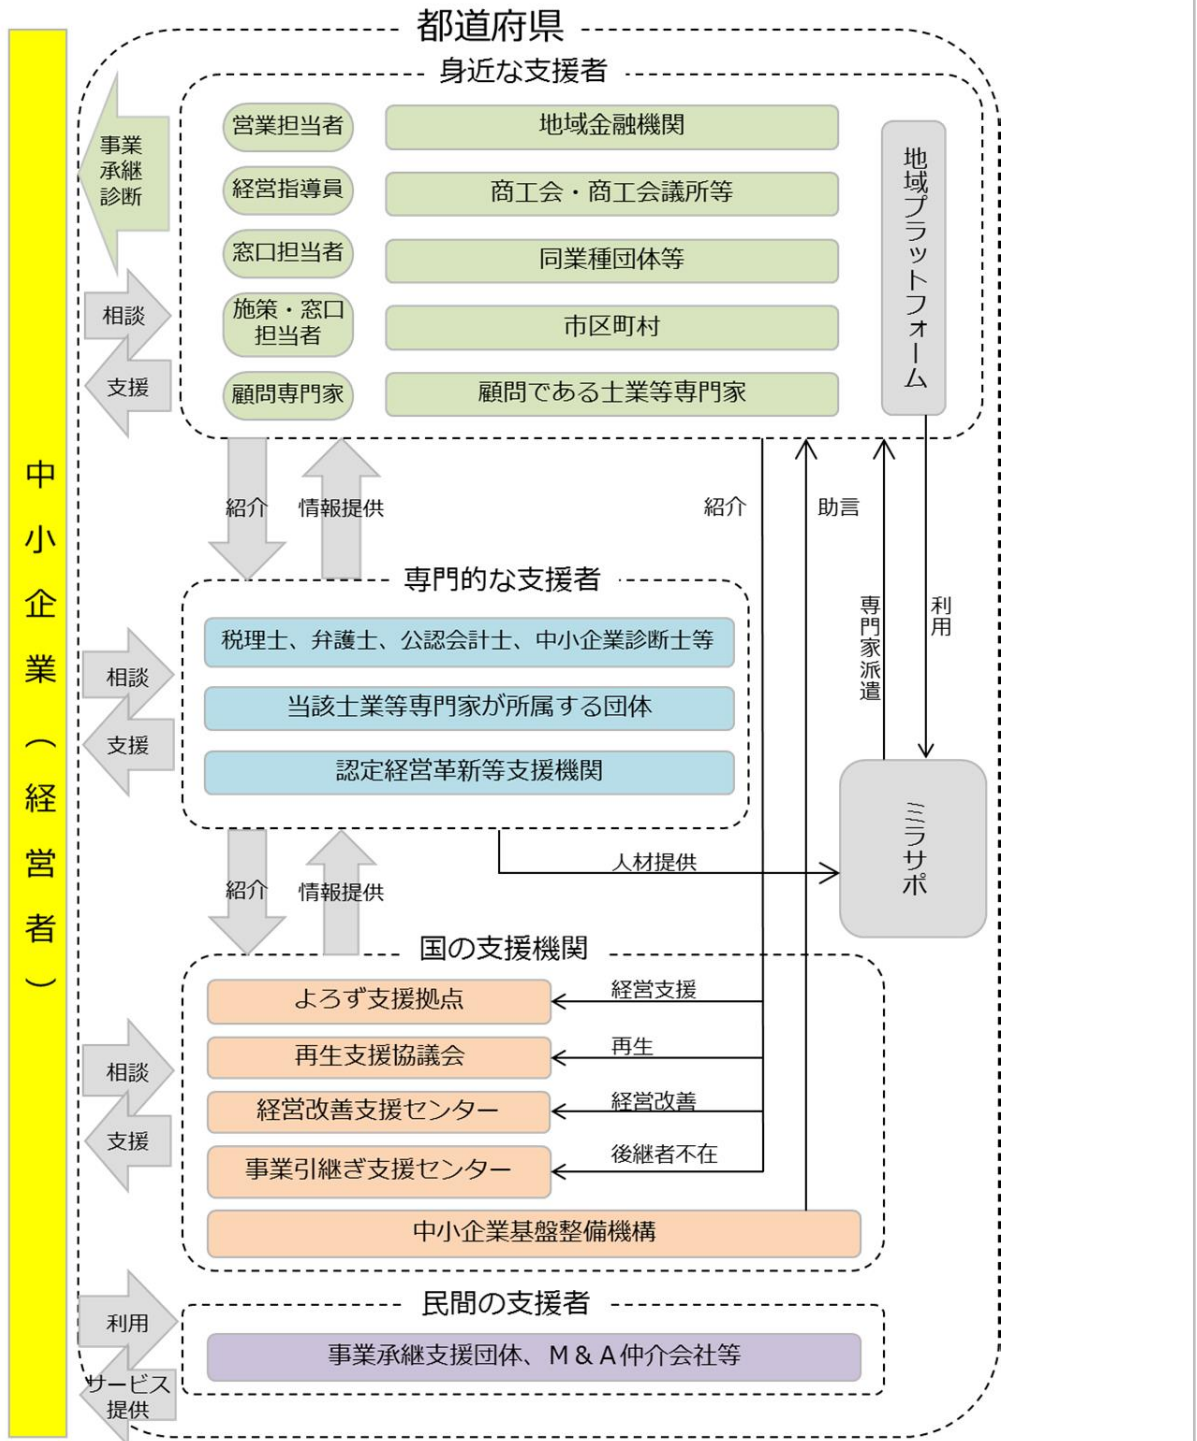 都道府県
身近な支援者
中小企業（経営者）
事業
承継
診断
相談
支援
営業担当者
地域金融機関
経営指導員
商工会・商工会議所等
窓口担当者
同業種団体等
施策・窓口
担当者
市区町村
顧問専門家
顧問である士業等専門家
地域プラットフォーム
紹介
情報提供
紹介
助言
専門家派遣
利用
専門的な支援者
相談
支援
税理士、弁護士、公認会計士、中小企業診断士等
当該士業等専門家が所属する団体
認定経営革新等支援機関
ミラサポ
人材提供
紹介
情報提供
国の支援機関
相談
支援
よろず支援拠点
経営支援
再生支援協議会
再生
経営改善支援センター
経営改善
事業引継ぎ支援センター
後継者不在
中小企業基盤整備機構
民間の支援者
利用
サービス
提供
事業承継支援団体、M&A仲介会社等